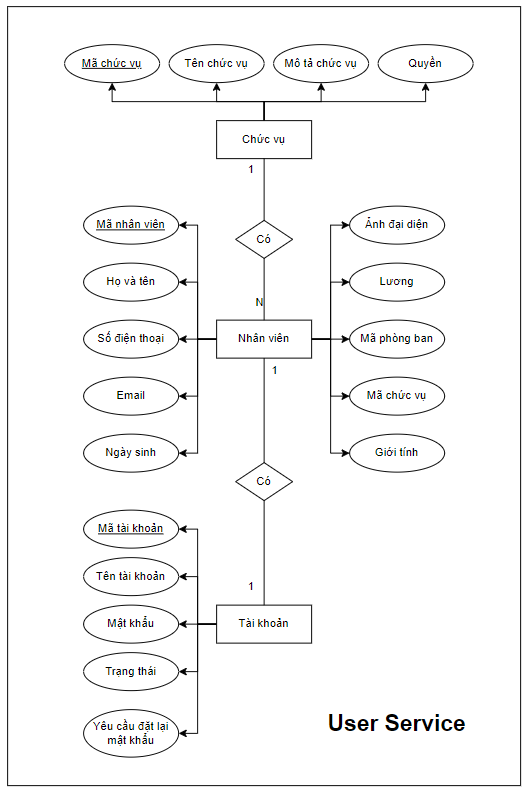 Mã chức vụ
Tên chức vụ
Mô tả chức vụ
Quyền
Chức vụ
1
Có
N
Mã nhân viên
Họ và tên
Số điện thoại
Email
Ngày sinh
Nhân viên
Ảnh đại diện
Lương
Mã phòng ban
Mã chức vụ
Giới tính
1
Có
1
Mã tài khoản
Tên tài khoản
Mật khẩu
Trạng thái
Yêu cầu đặt lại
mật khẩu
Tài khoản
User Service